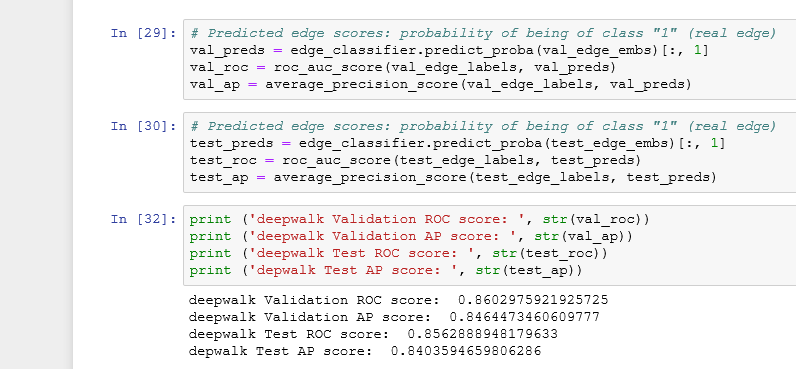 In [29]: # Predicted edge scores: probability of being of class "1" (real edge)
val_preds = edge_classifier.predict_proba(val_edge_embs)[:, 1]
val_roc = roc_auc_score(val_edge_labels, val_preds)
val_ap = average_precision_score(val_edge_labels, val_preds)
In [30]: # Predicted edge scores: probability of being of class "1" (real edge)
test_preds = edge_classifier.predict_proba(test_edge_embs)[:, 1]
test_roc = roc_auc_score(test_edge_labels, test_preds)
test_ap = average_precision_score(test_edge_labels, test_preds)
In [32]: print ('deepwalk Validation ROC score: ', str(val_roc))
print ('deepwalk Validation AP score: ', str(val_ap))
print ('deepwalk Test ROC score: ', str(test_roc))
print ('depwalk Test AP score: ', str(test_ap))
deepwalk Validation ROC score:  0.8602975921925725
deepwalk Validation AP score:  0.8464473460609777
deepwalk Test ROC score:  0.8562888948179633
depwalk Test AP score:  0.8403594659806286